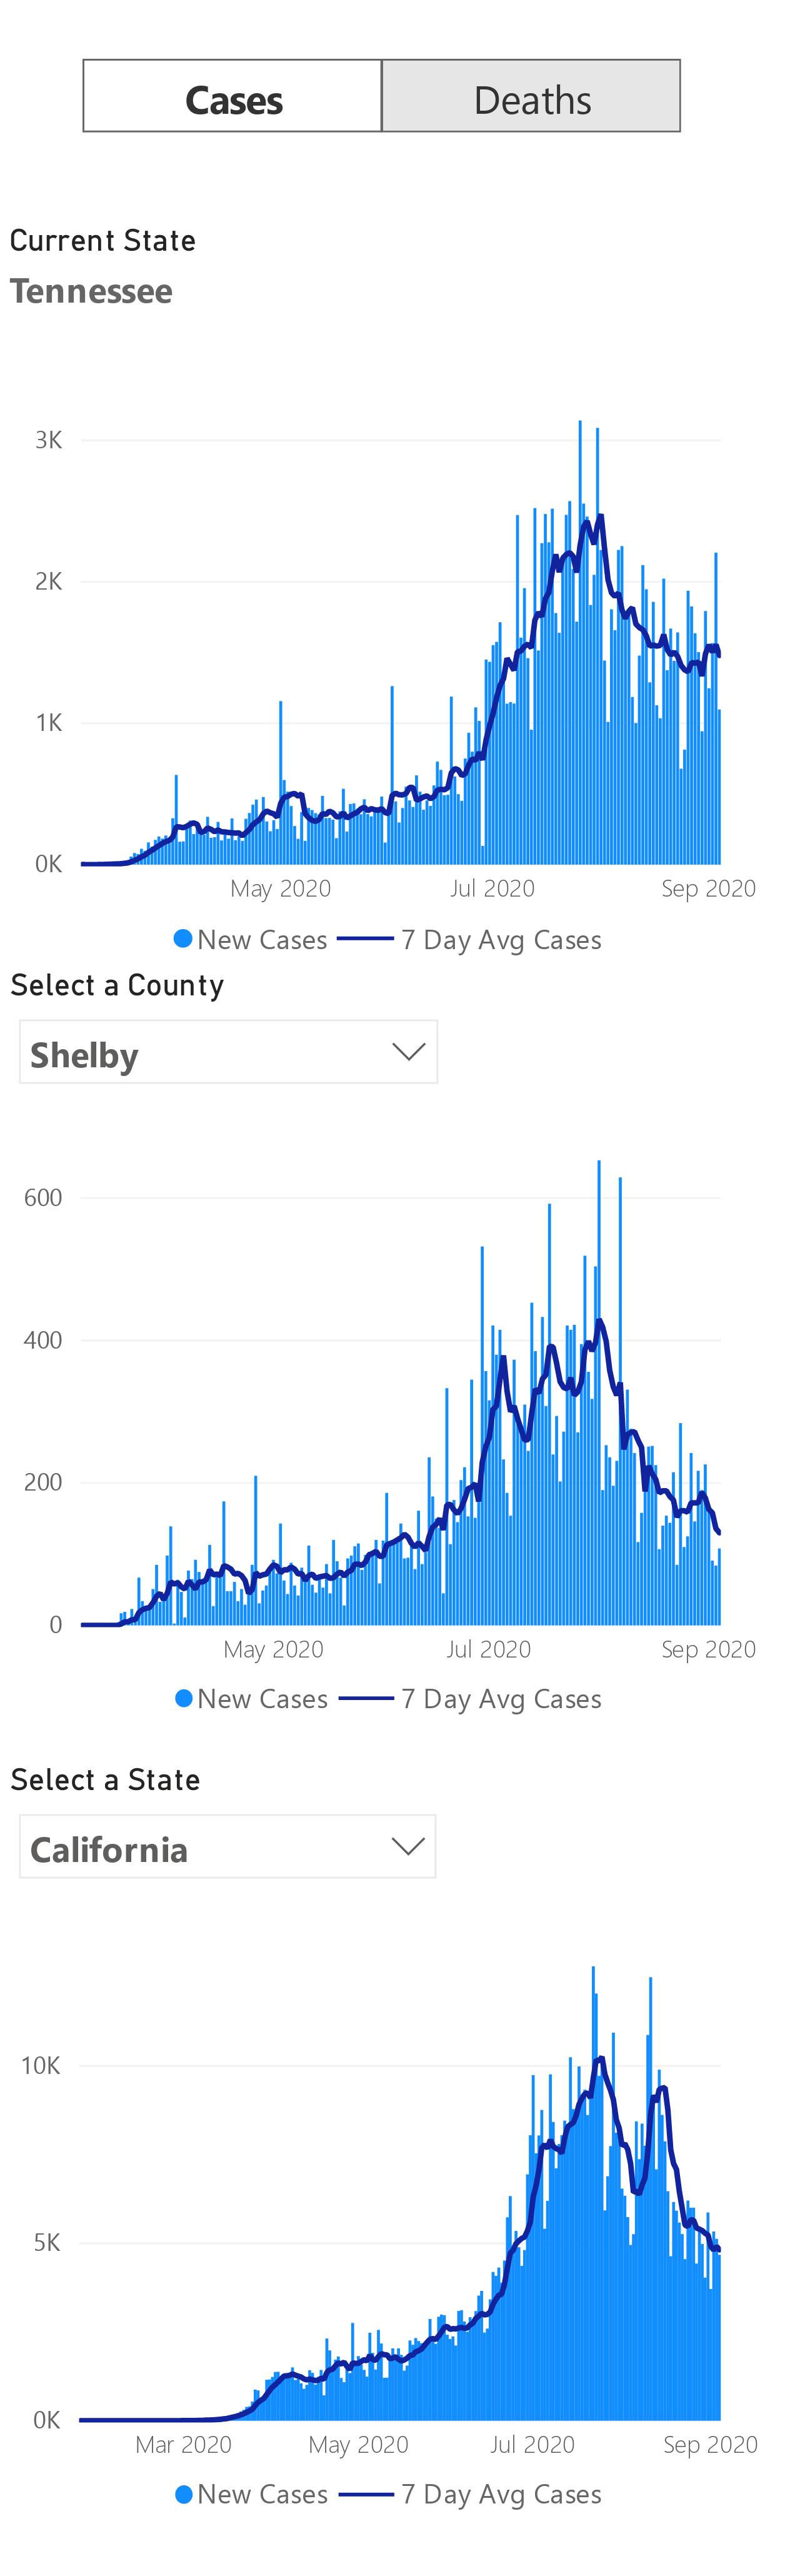 Cases Deaths
Current State
Tennessee
3K
2K
1K
0K
May 2020 Jul 2020 Sep 2020
New Cases 7 Day Avg Cases
Select a County
Shelby
600
400
200
0
May 2020 Jul 2020 Sep 2020
New Cases 7 Day Avg Cases
Select a State
California
10K
5K
0K
Mar 2020 May 2020 Jul 2020 Sep 2020
New Cases 7 Day Avg Cases